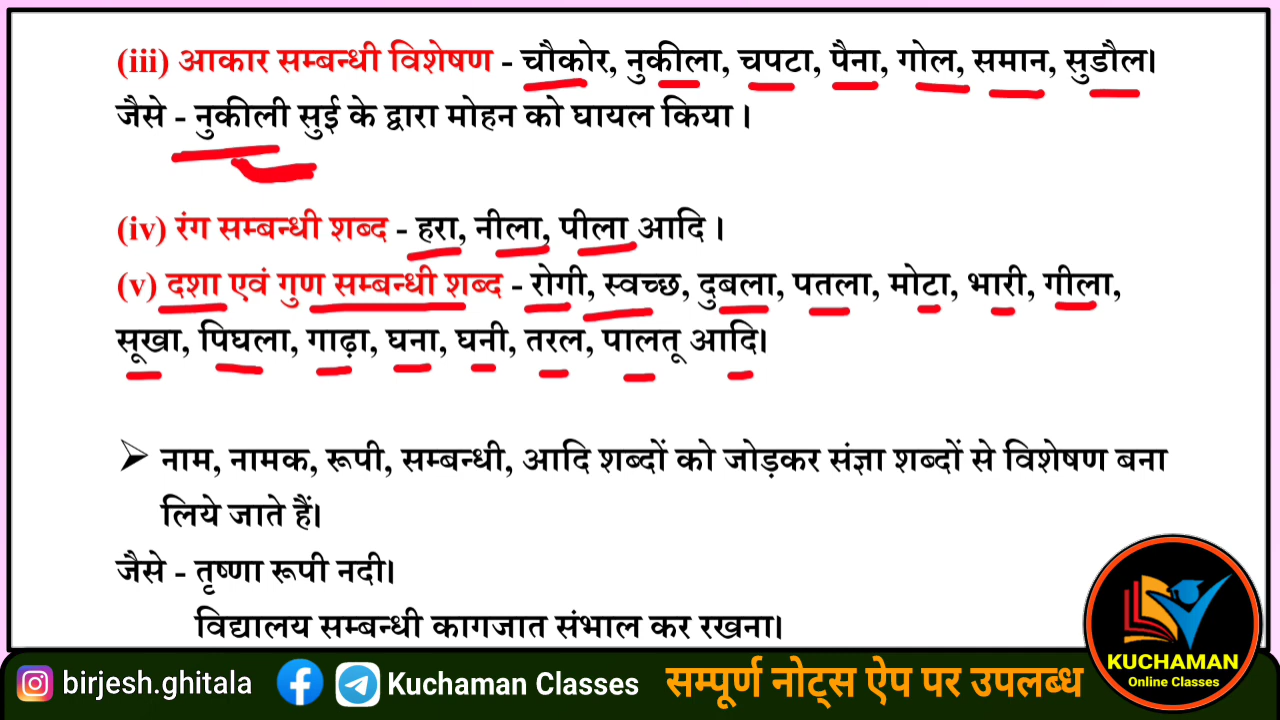 (iii) आकार सम्बन्धी विशेषण - चौकोर, नुकीला, चपटा, पैना, गोल, समान, सुडौल।
जैसे - नुकीली सुई के द्वारा मोहन को घायल किया ।
(iv) रंग सम्बन्धी शब्द - हरा, नीला, पीला आदि ।
(v) दशा एवं गुण सम्बन्धी शब्द - रोगी, स्वच्छ, दुबला, पतला, मोटा, भारी, गीला,
सूखा, पिघला, गाढ़ा, घना, घनी, तरल, पालतू आदि।
➢ नाम, नामक, रूपी, सम्बन्धी, आदि शब्दों को जोड़कर संज्ञा शब्दों से विशेषण बना
लिये जाते हैं।
जैसे - तृष्णा रूपी नदी।
विद्यालय सम्बन्धी कागजात संभाल कर रखना।
KUCHAMAN
Online Classes
birjesh.ghitala Kuchaman Classes सम्पूर्ण नोट्स ऐप पर उपलब्ध